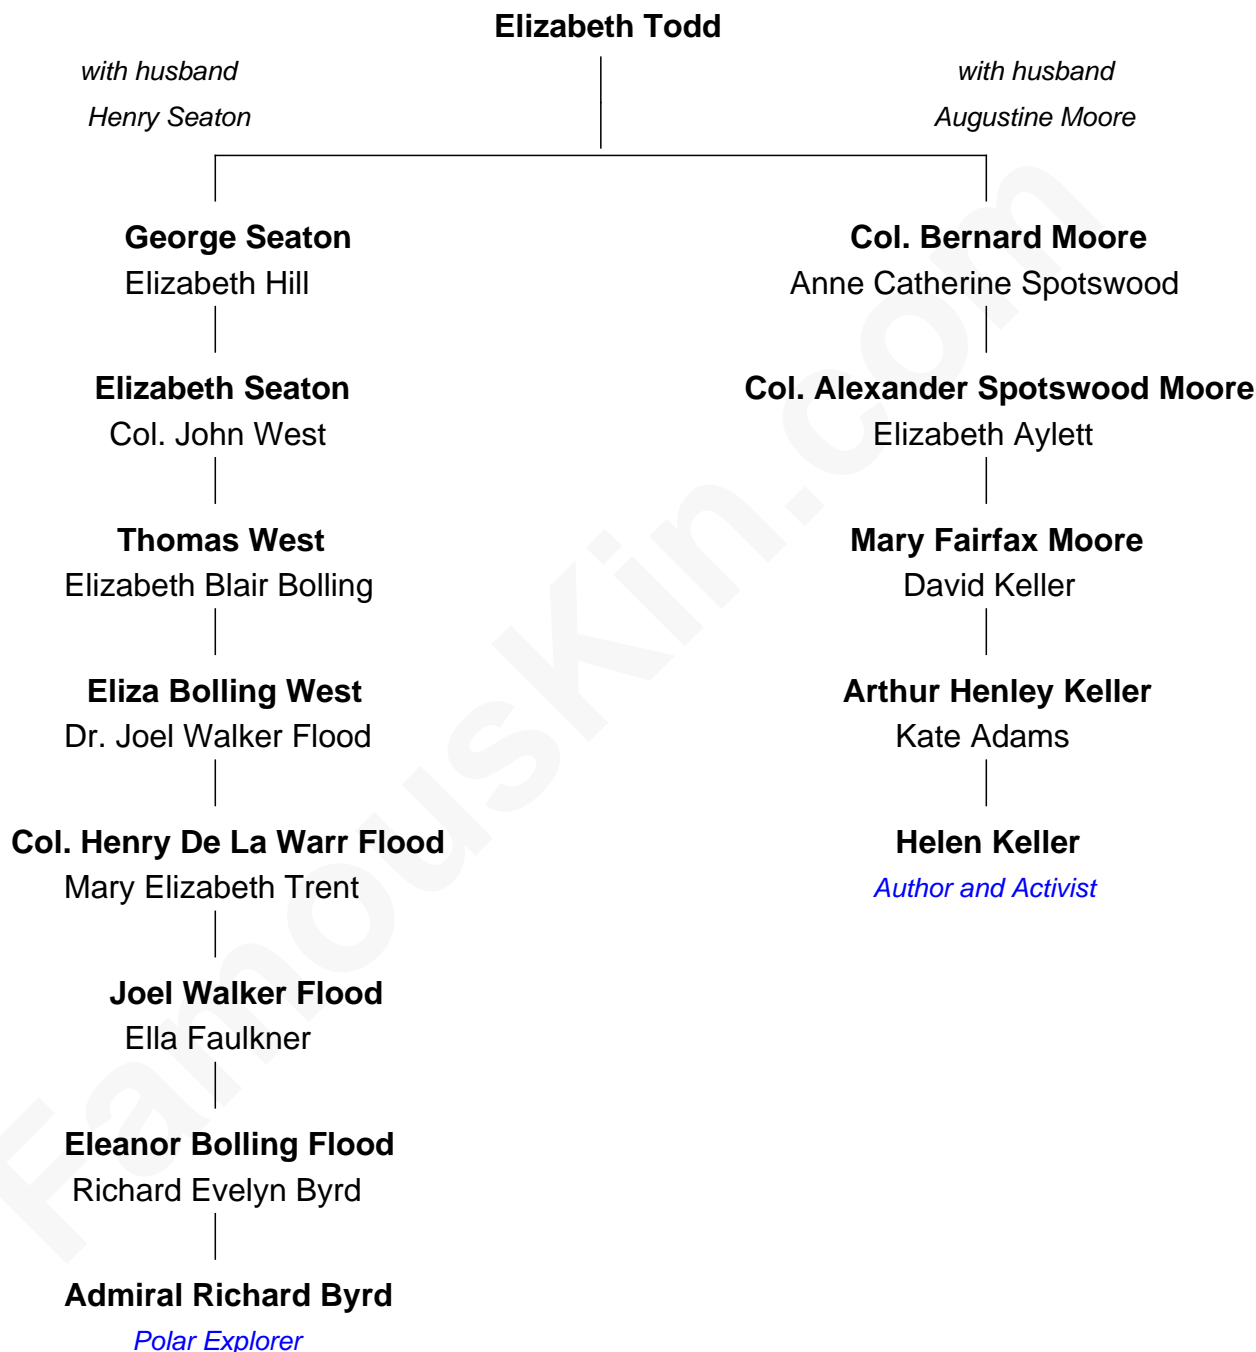 Elizabeth Todd
with husband
Henry Seaton
with husband
Augustine Moore
George Seaton
Elizabeth Hill
Elizabeth Seaton
Col. John West
Thomas West
Elizabeth Blair Bolling
Eliza Bolling West
Dr. Joel Walker Flood
Col. Henry De La Warr Flood
Mary Elizabeth Trent
Joel Walker Flood
Ella Faulkner
Eleanor Bolling Flood
Richard Evelyn Byrd
Admiral Richard Byrd
Polar Explorer
Col. Bernard Moore
Anne Catherine Spotswood
Col. Alexander Spotswood Moore
Elizabeth Aylett
Mary Fairfax Moore
David Keller
Arthur Henley Keller
Kate Adams
Helen Keller
Author and Activist
FamousKin.com